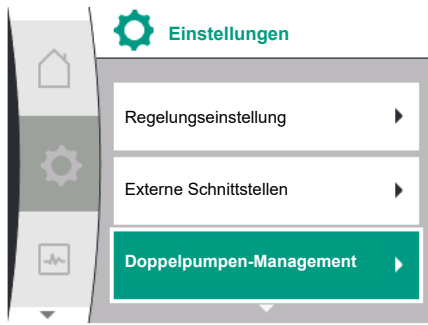 Einstellungen
Regelungseinstellung
Externe Schnittstellen
Doppelpumpen-Management